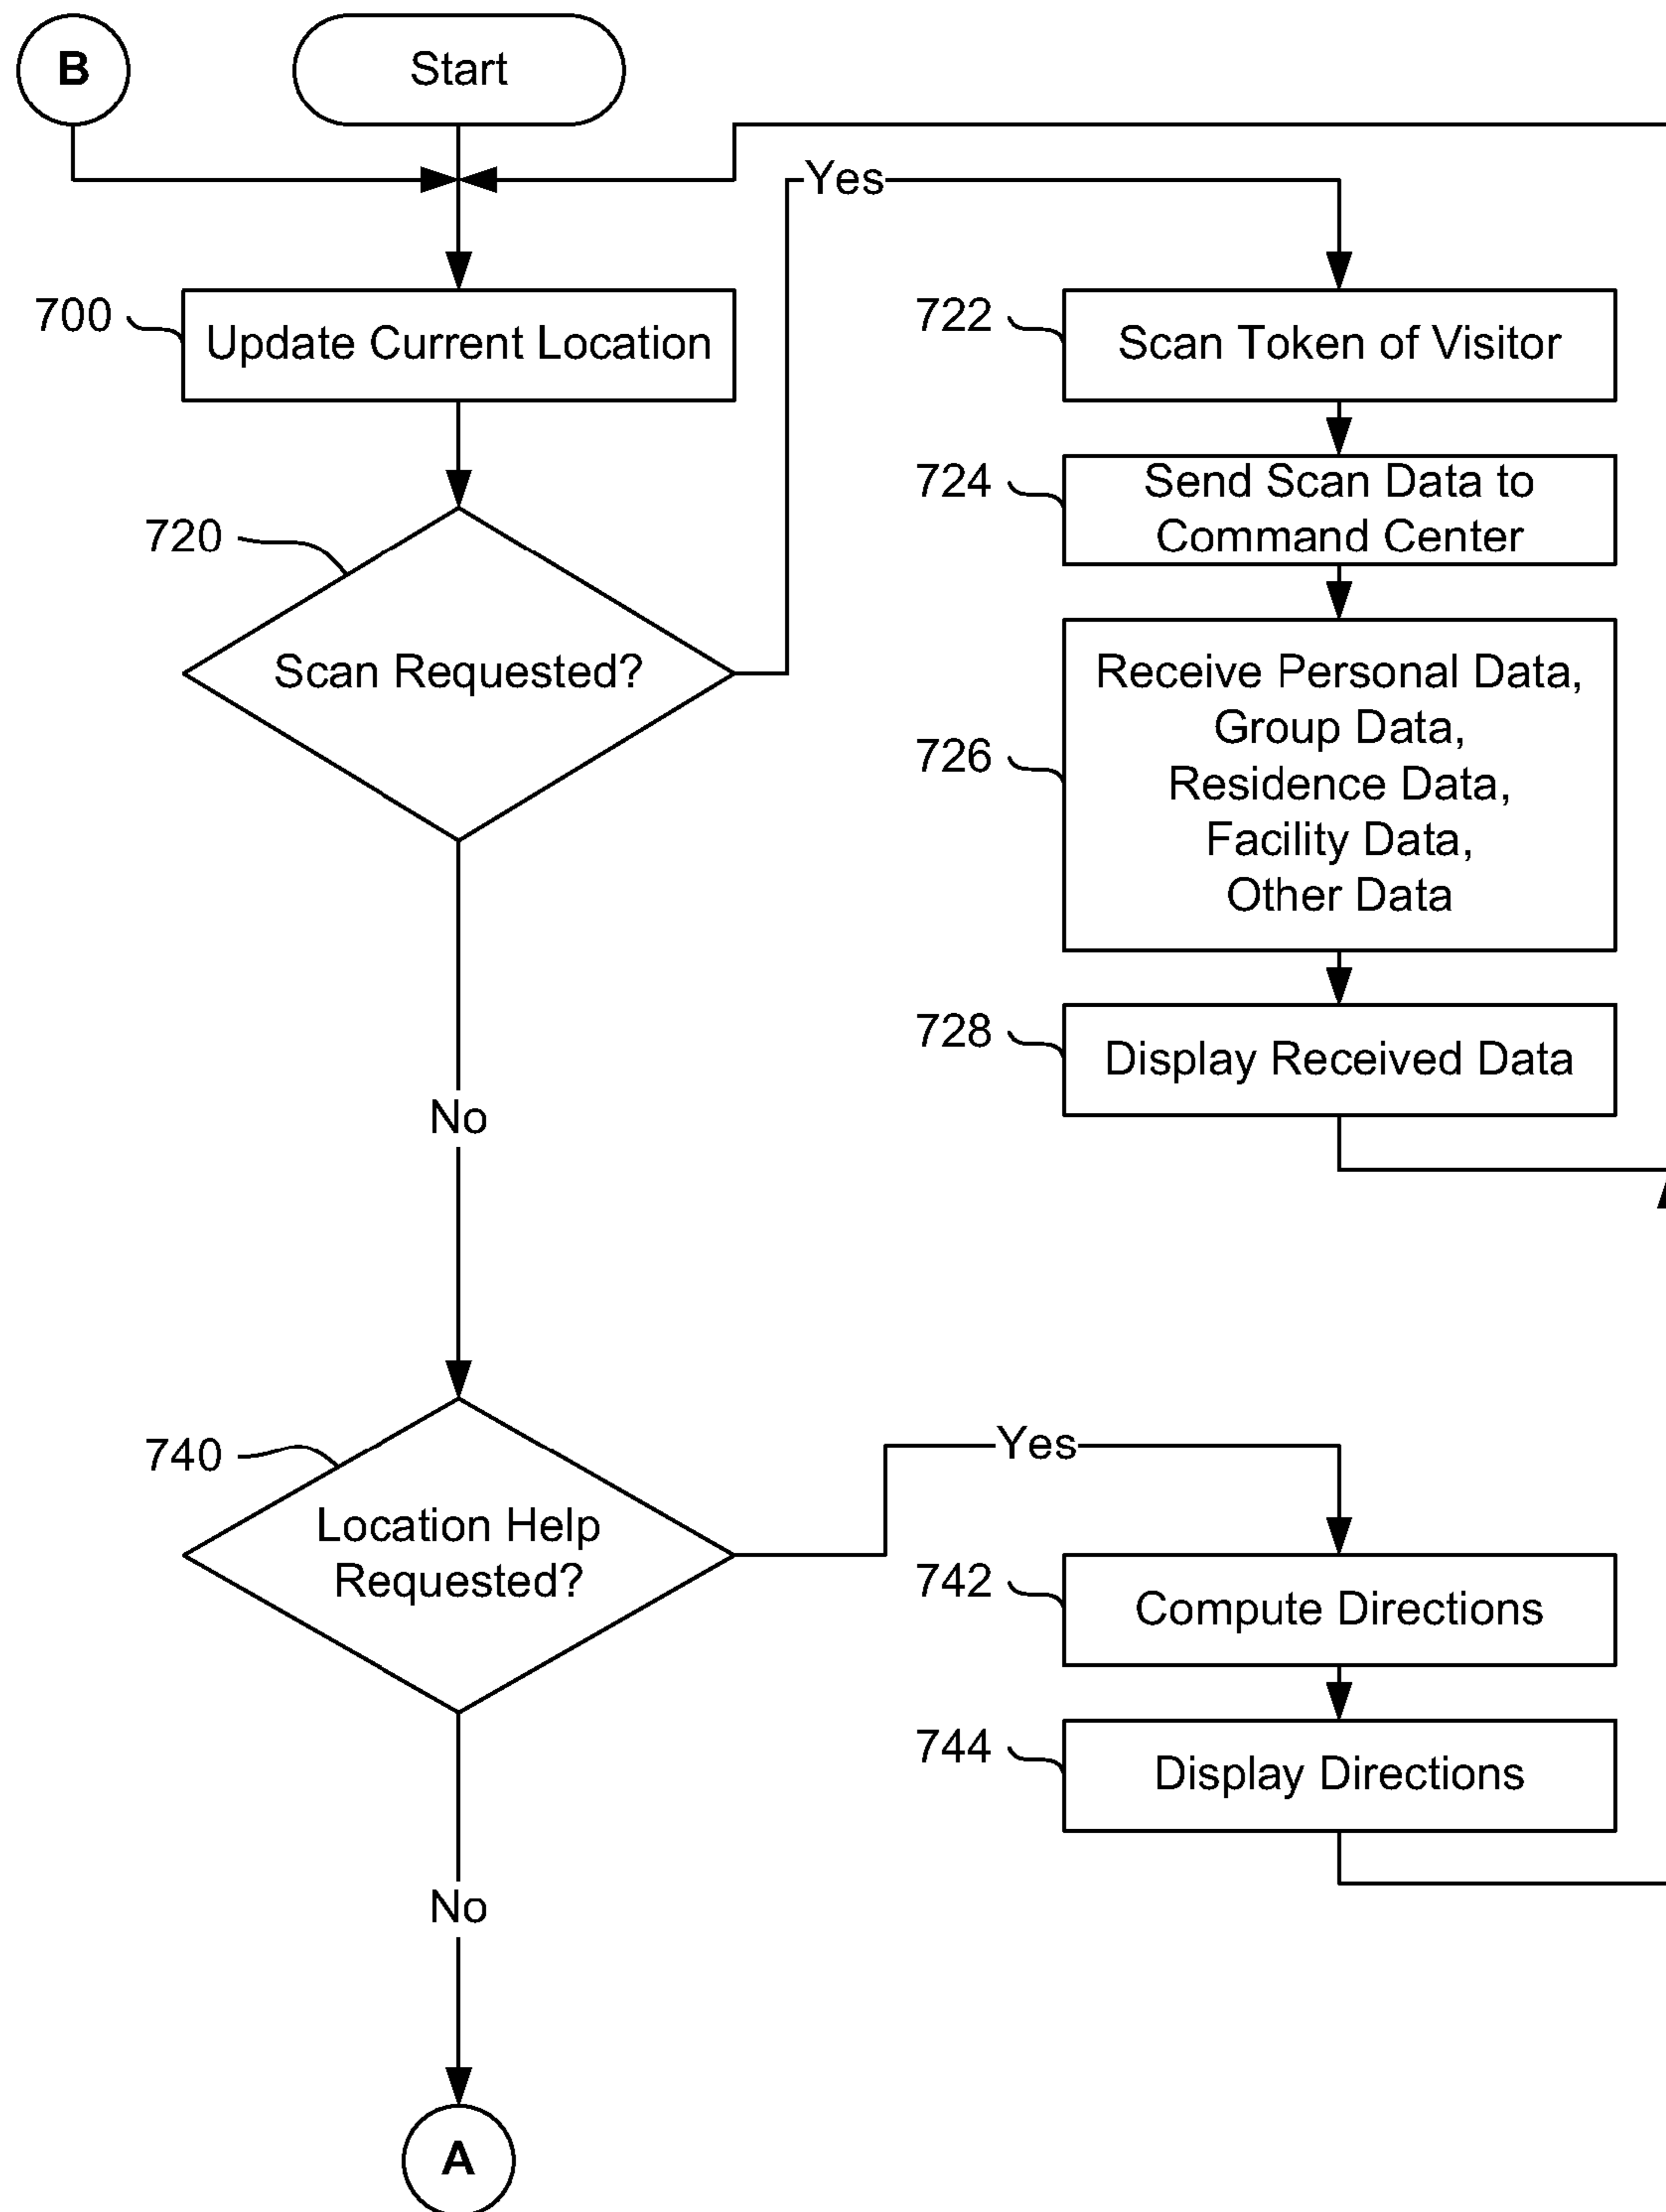 B
Start
Yes
700
Update Current Location
722
Scan Token of Visitor
724
Send Scan Data to
Command Center
720
Scan Requested?
726
Receive Personal Data,
Group Data,
Residence Data,
Facility Data,
Other Data
728
Display Received Data
No
740
Location Help
Requested?
Yes
742
Compute Directions
744
Display Directions
No
A